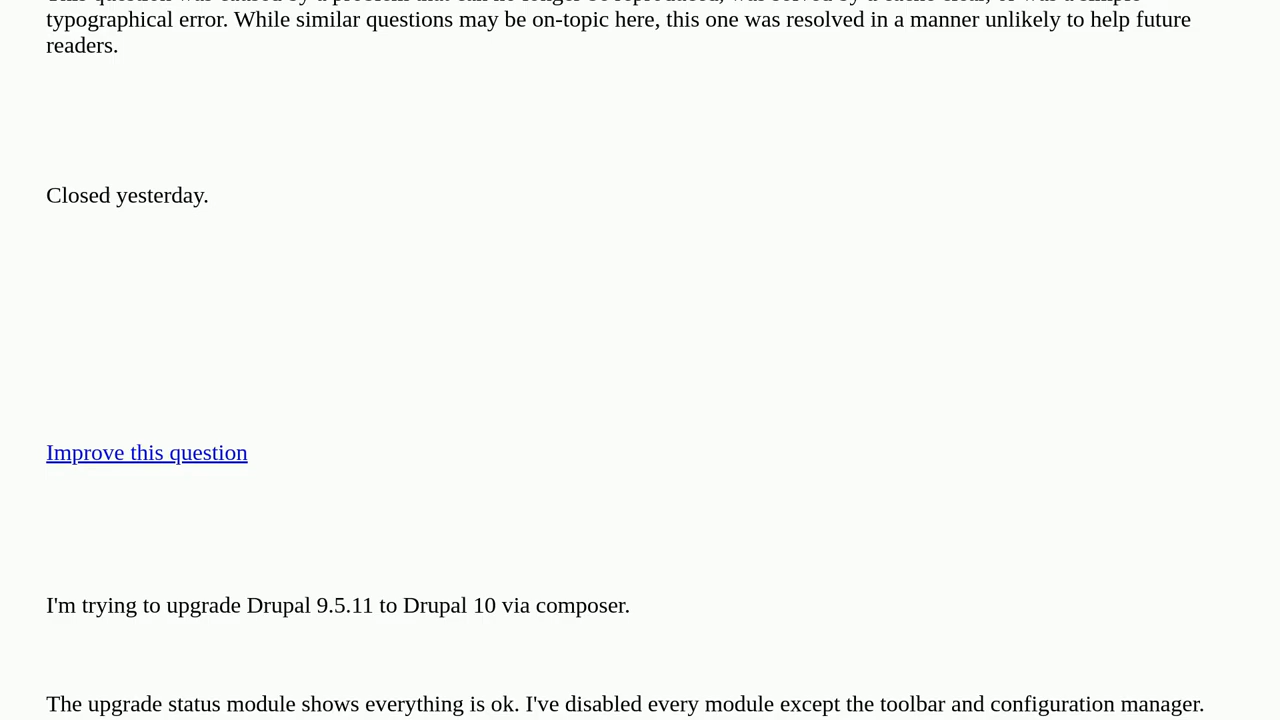 typographical error. While similar questions may be on-topic here, this one was resolved in a manner unlikely to help future
readers.
Closed yesterday.
Improve this question
I'm trying to upgrade Drupal 9.5.11 to Drupal 10 via composer.
The upgrade status module shows everything is ok. I've disabled every module except the toolbar and configuration manager.